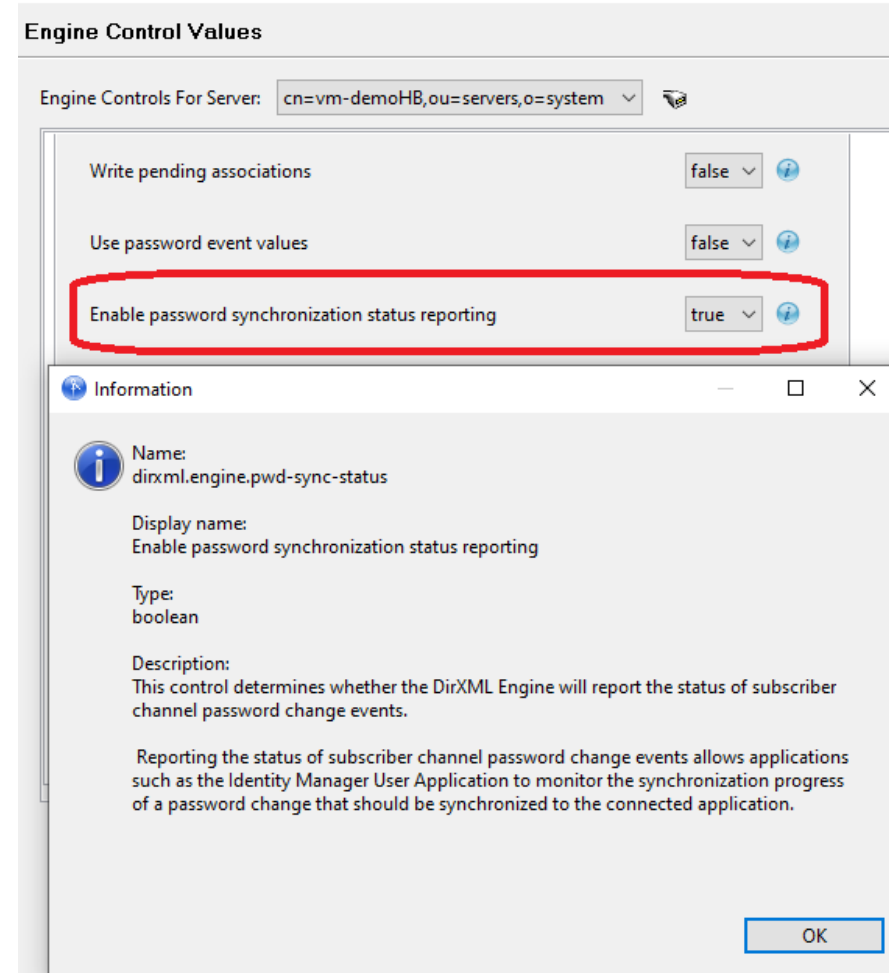 Engine Control Values
Engine Controls For Server: cn=vm-demoHB,ou=servers,o=system
Write pending associations false
Use password event values false
Enable password synchronization status reporting true
Information
Name:
dirxml.engine.pwd-sync-status
Display name:
Enable password synchronization status reporting
Type:
boolean
Description:
This control determines whether the DirXML Engine will report the status of subscriber
channel password change events.
Reporting the status of subscriber channel password change events allows applications
such as the Identity Manager User Application to monitor the synchronization progress
of a password change that should be synchronized to the connected application.
OK